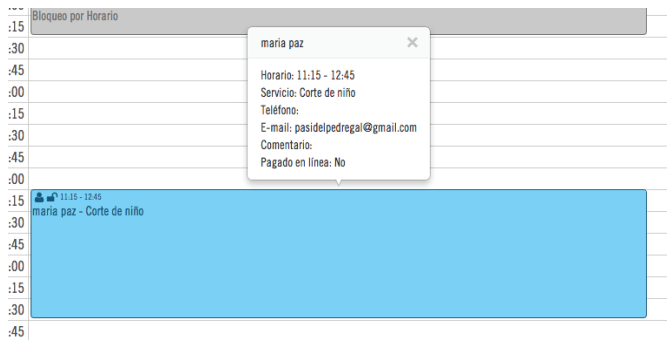 :15
Bloqueo por Horario
:30
:45
:00
:15
:30
:45
:00
:15
:30
:45
:00
:15
:30
:45
maria paz ×
Horario: 11:15 - 12:45
Servicio: Corte de niño
Teléfono:
E-mail: pasidelpedregal@gmail.com
Comentario:
Pagado en línea: No
11:15 - 12:45
maria paz - Corte de niño